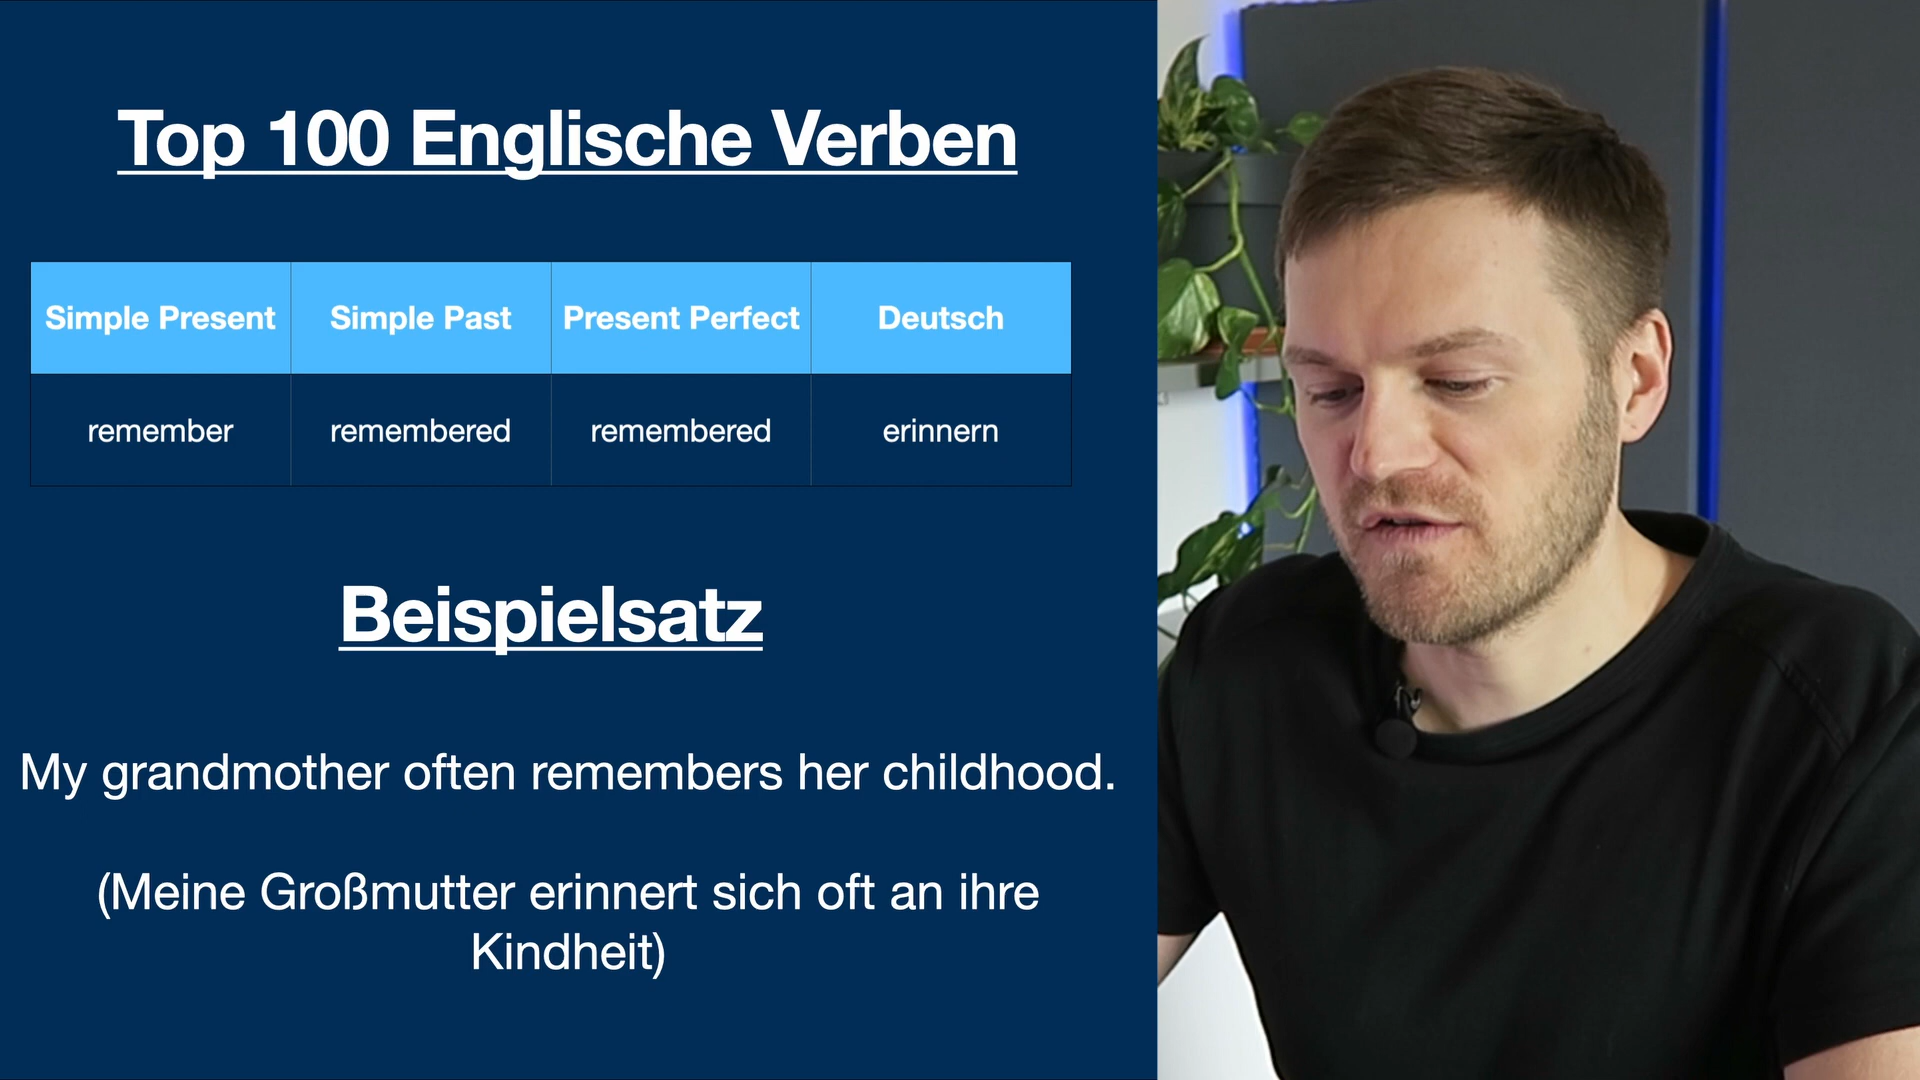 Top 100 Englische Verben
Simple Present Simple Past Present Perfect Deutsch
remember remembered remembered erinnern
Beispielsatz
My grandmother often remembers her childhood.
(Meine Großmutter erinnert sich oft an ihre
Kindheit)